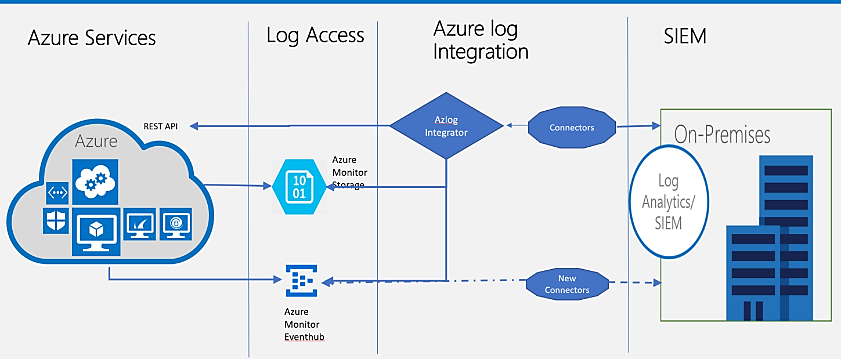 Azure Services
Log Access
Azure log
Integration
SIEM
REST API
Azure
Azlog
Integrator
Connectors
On-Premises
Azure
Monitor
Storage
10
01
Log
Analytics/
SIEM
New
Connectors
Azure
Monitor
Eventhub